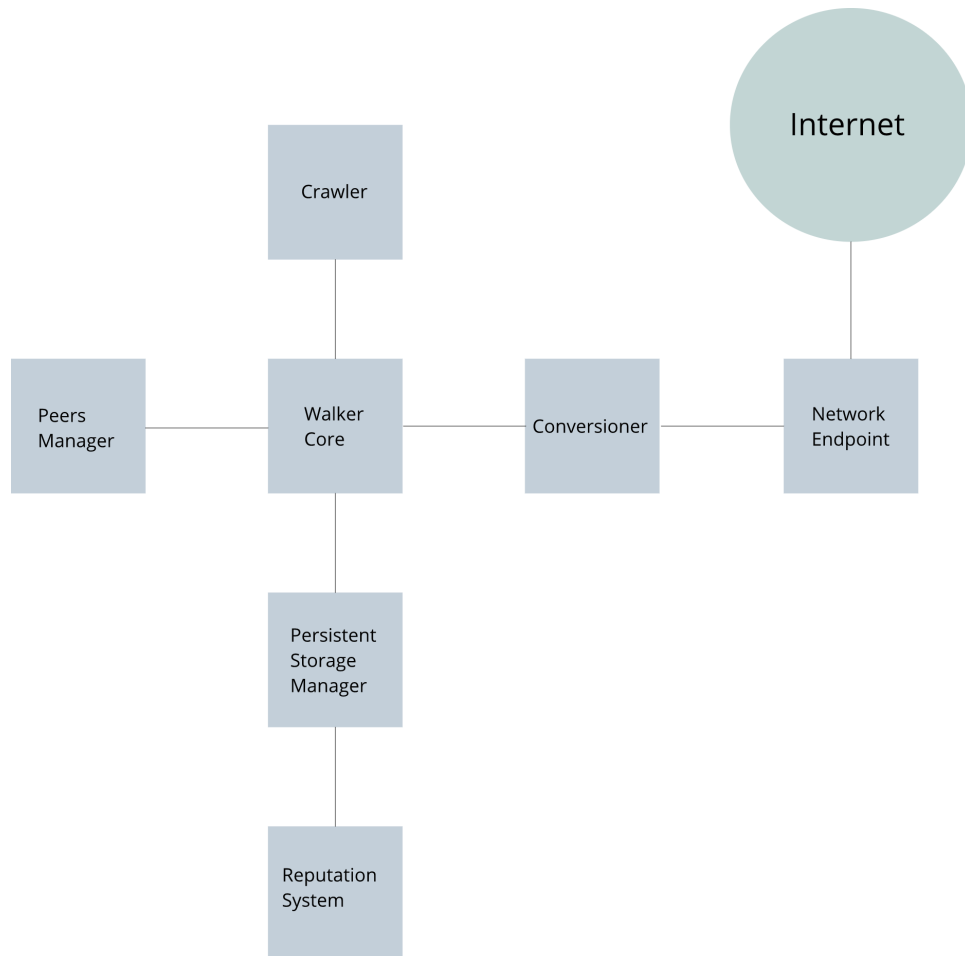 Internet
Crawler
Peers
Manager
Walker
Core
Conversioner
Network
Endpoint
Persistent
Storage
Manager
Reputation
System